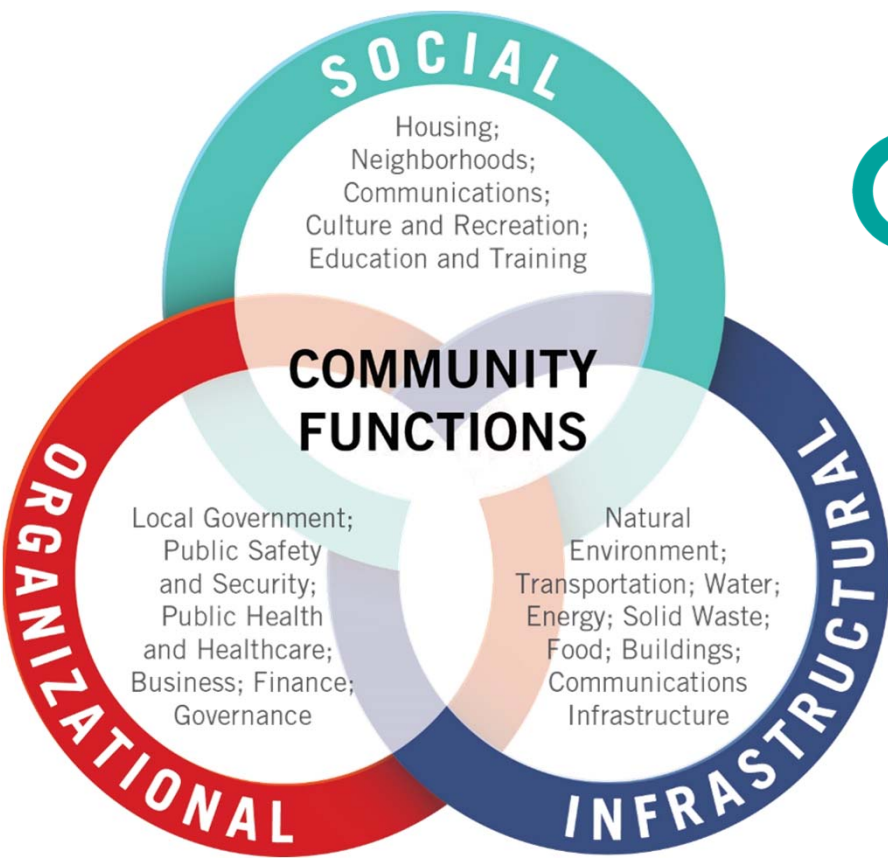 SOCIAL
Housing;
Neighborhoods;
Communications;
Culture and Recreation;
Education and Training
COMMUNITY
FUNCTIONS
ORGANIZATIONAL
Local Government;
Public Safety
and Security;
Public Health
and Healthcare;
Business; Finance;
Governance
INFRASTRUCTURAL
Natural
Environment;
Transportation; Water;
Energy; Solid Waste;
Food; Buildings;
Communications
Infrastructure